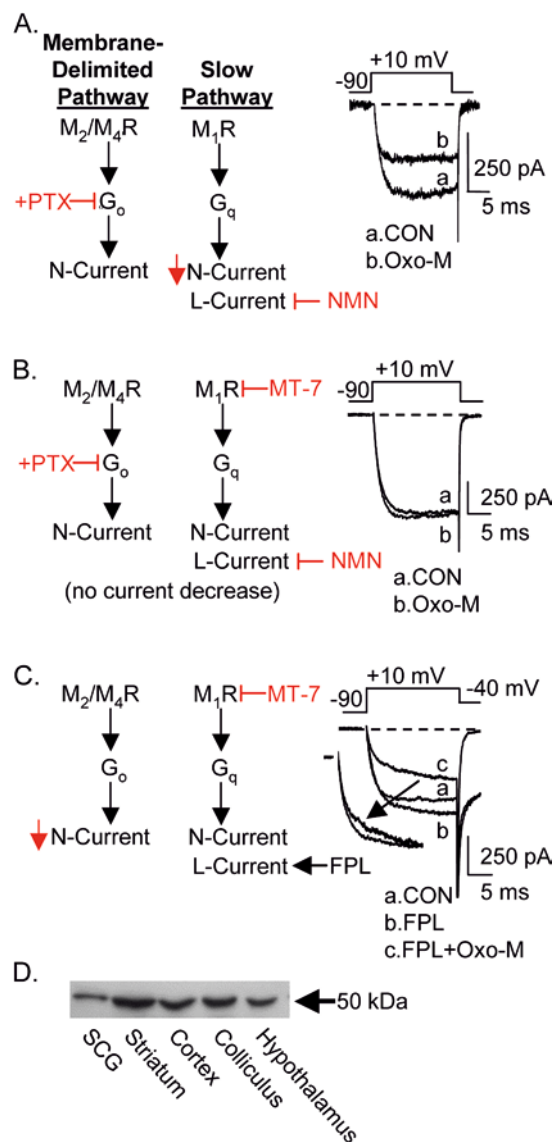 A.
Membrane-
Delimited
Pathway
Slow
Pathway
M2/M4R
M1R
+PTX
Go
Gq
N-Current
N-Current
L-Current
NMN
+10 mV
-90
b
a
250 pA
5 ms
a.CON
b.Oxo-M
B.
M2/M4R
M1R
MT-7
+PTX
Go
Gq
N-Current
N-Current
L-Current
NMN
(no current decrease)
+10 mV
-90
a
b
250 pA
5 ms
a.CON
b.Oxo-M
C.
M2/M4R
M1R
MT-7
Go
Gq
N-Current
N-Current
L-Current
FPL
+10 mV
-40 mV
-90
c
a
b
250 pA
5 ms
a.CON
b.FPL
c.FPL+Oxo-M
D.
50 kDa
SCG
Striatum
Cortex
Colliculus
Hypothalamus